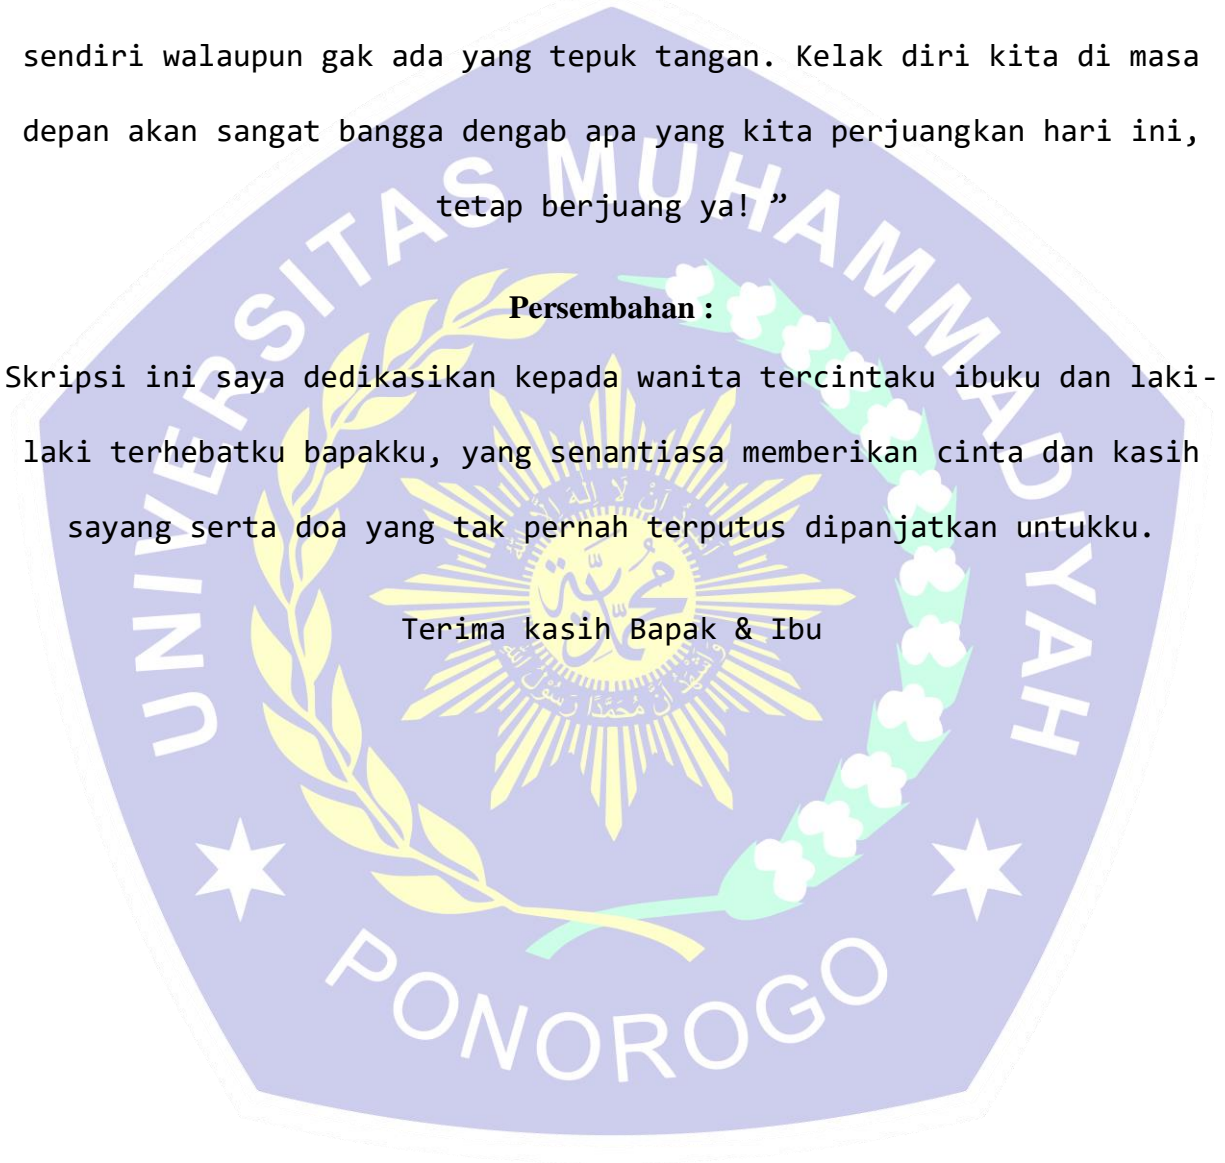 sendiri walaupun gak ada yang tepuk tangan. Kelak diri kita di masa
depan akan sangat bangga dengab apa yang kita perjuangkan hari ini,
tetap berjuang ya! ”
Persembahan :
Skripsi ini saya dedikasikan kepada wanita tercintaku ibuku dan laki-
laki terhebatku bapakku, yang senantiasa memberikan cinta dan kasih
sayang serta doa yang tak pernah terputus dipanjatkan untukku.
Terima kasih Bapak & Ibu
UNIVERSITAS MUHAMMADIYAH
PONOROGO